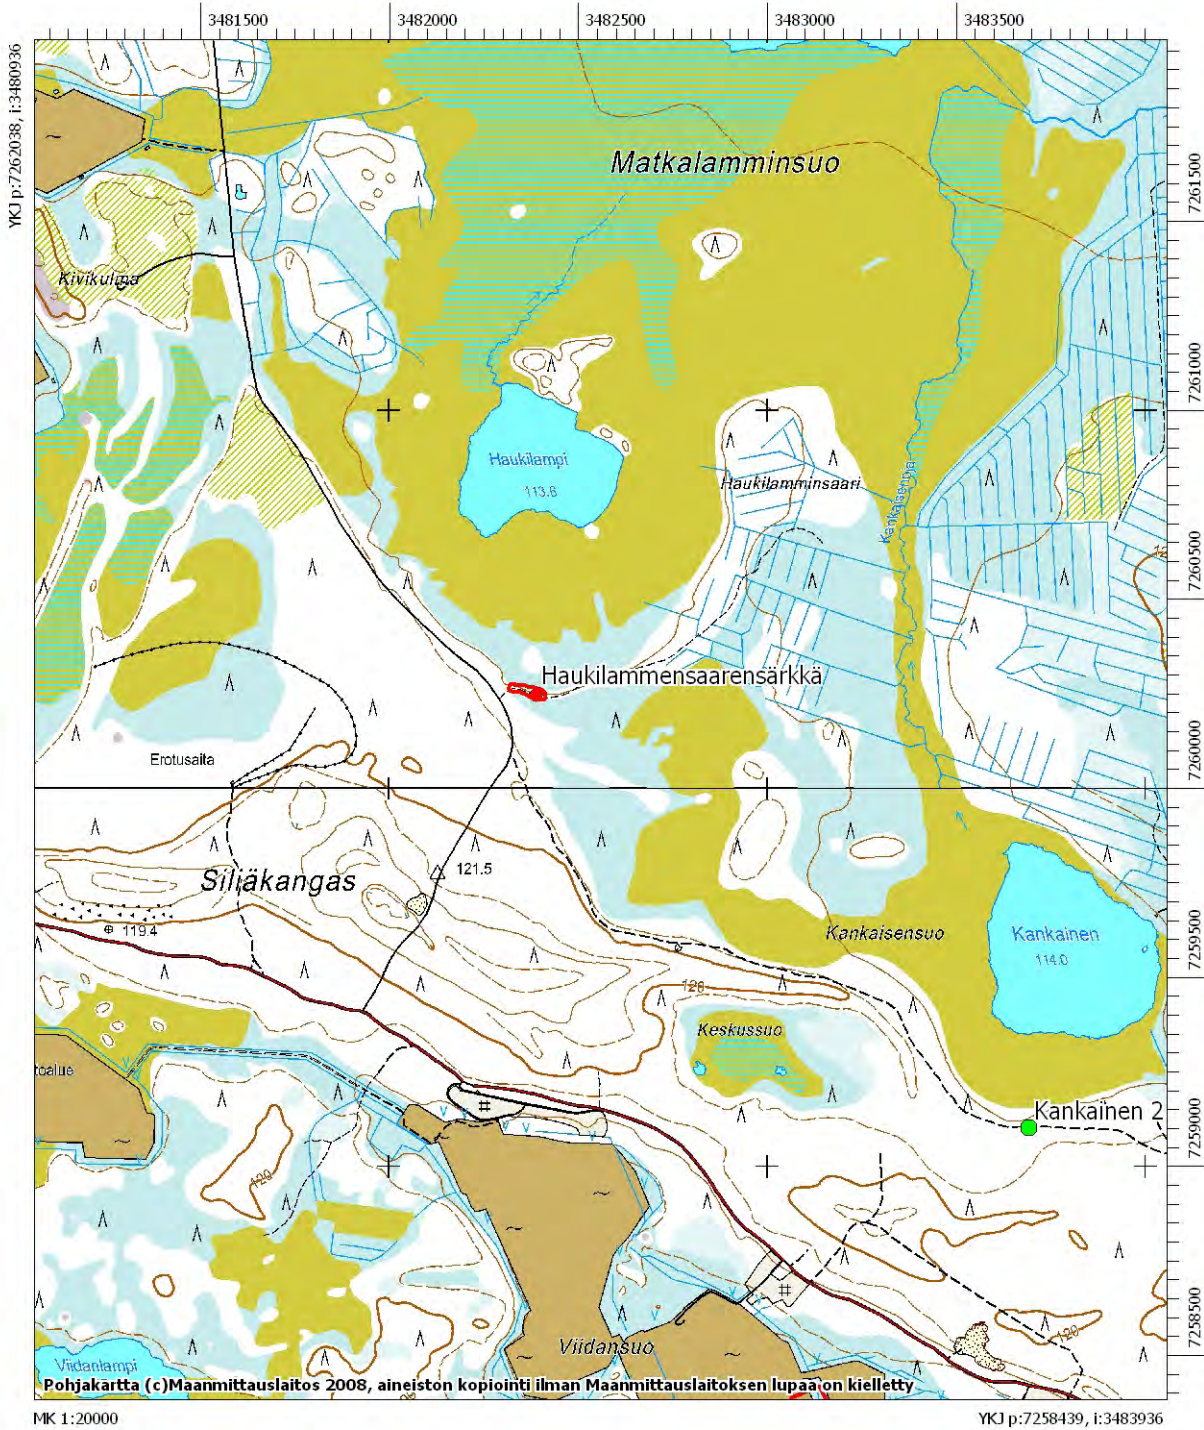 3481500
3482000
3482500
3483000
3483500
YKJ p:7262038, i:3480936
Matkalamminsuo
7261500
Kivikulma
7261000
Haukilampi
113.6
Haukilamminsaari
Kankaisenoja
7260500
Haukilammensaarensärkkä
7260000
Erotusaita
Siljäkangas
121.5
119.4
Kankaisensuo
Kankainen
114.0
7259500
120
Keskussuo
toalue
Kankainen 2
7259000
120
7258500
120
Viidansuo
Viidanlampi
Pohjakartta (c)Maanmittauslaitos 2008, aineiston kopiointi ilman Maanmittauslaitoksen lupaa on kielletty
MK 1:20000
YKJ p:7258439, i:3483936